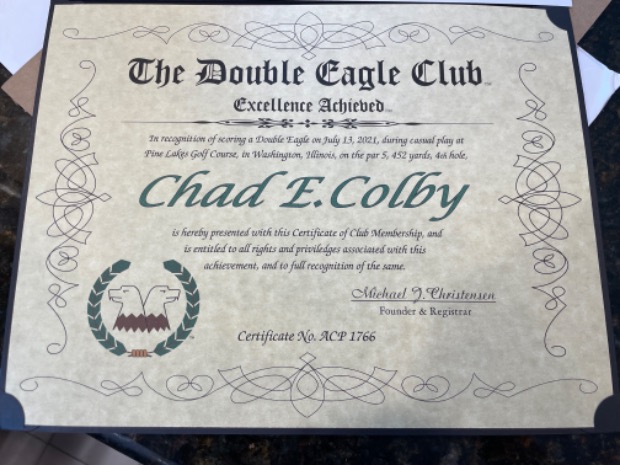 The Double Eagle Club™
Excellence Achieved™
In recognition of scoring a Double Eagle on July 13, 2021, during casual play at
Pine Lakes Golf Course, in Washington, Illinois, on the par 5, 452 yards, 4th hole,
Chad E. Colby
is hereby presented with this Certificate of Club Membership, and
is entitled to all rights and priviledges associated with this
achievement, and to full recognition of the same.
Michael J. Christensen
Founder & Registrar
Certificate No. ACP 1766